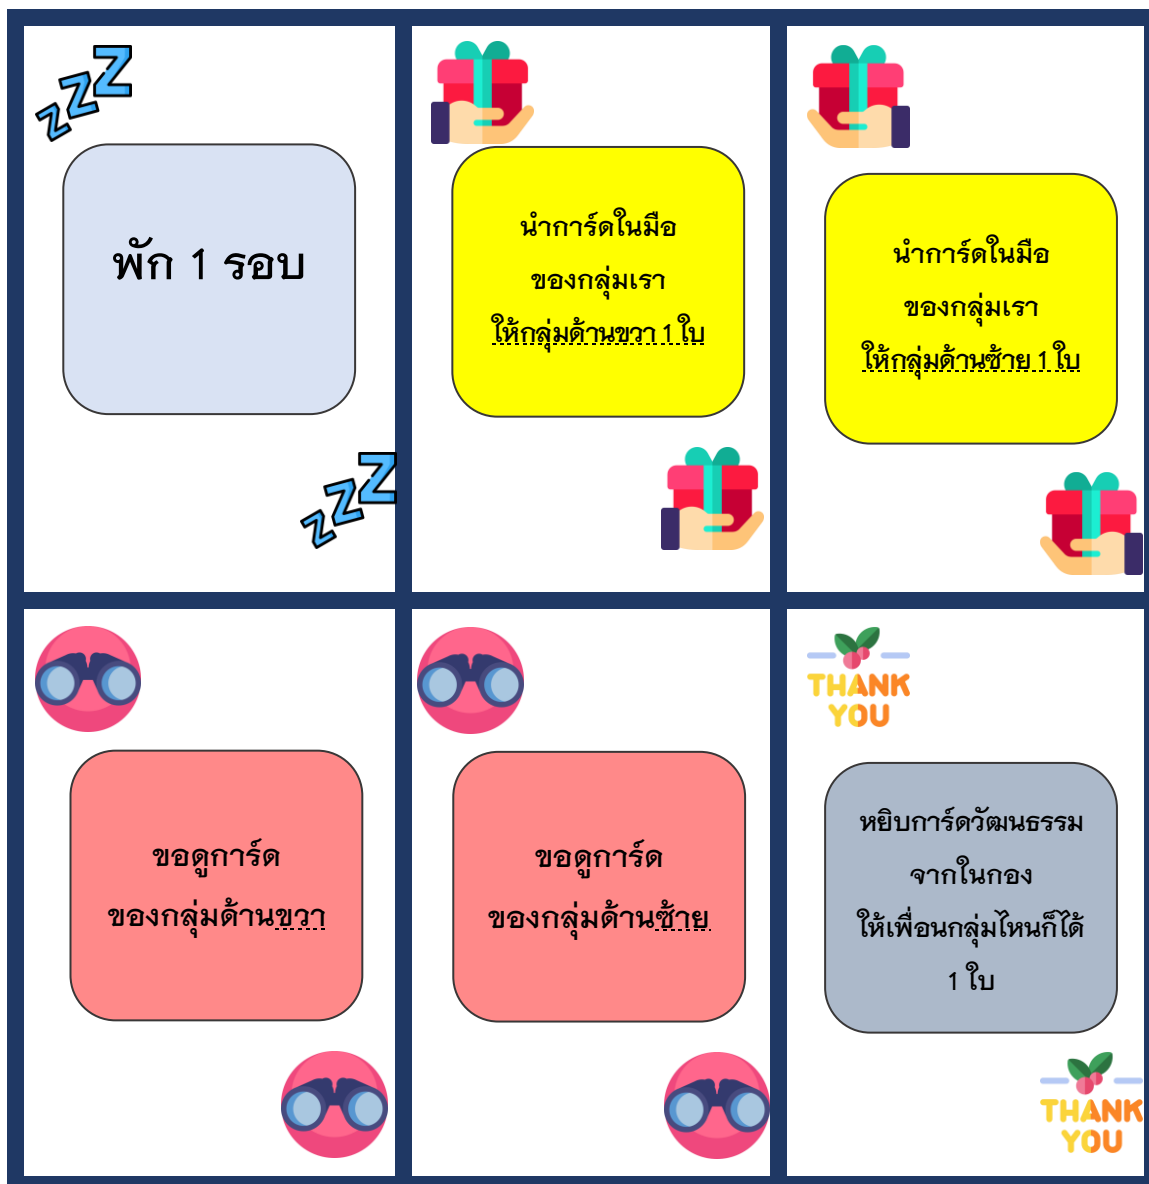 zzz
พัก 1 รอบ
zzz
นำการ์ดในมือ
ของกลุ่มเรา
ให้กลุ่มด้านขวา 1 ใบ
นำการ์ดในมือ
ของกลุ่มเรา
ให้กลุ่มด้านซ้าย 1 ใบ
ขอดูการ์ด
ของกลุ่มด้านขวา
ขอดูการ์ด
ของกลุ่มด้านซ้าย
THANK
YOU
หยิบการ์ดวัฒนธรรม
จากในกอง
ให้เพื่อนกลุ่มไหนก็ได้
1 ใบ
THANK
YOU